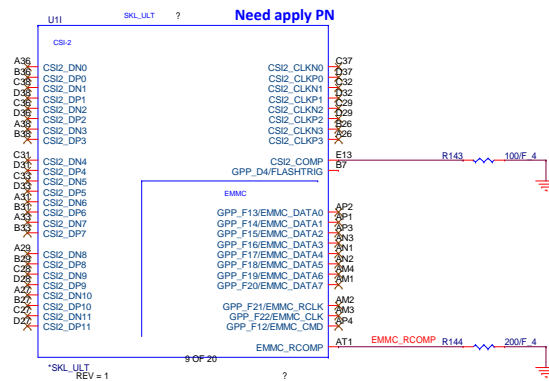 Need apply PN
U1I
SKL_ULT
?
CSI-2
A36 CSI2_DN0
B36 CSI2_DP0
C38 CSI2_DN1
D38 CSI2_DP1
C36 CSI2_DN2
D36 CSI2_DP2
A38 CSI2_DN3
B38 CSI2_DP3
C31 CSI2_DN4
D31 CSI2_DP4
C33 CSI2_DN5
D33 CSI2_DP5
A31 CSI2_DN6
B31 CSI2_DP6
A33 CSI2_DN7
B33 CSI2_DP7
A29 CSI2_DN8
B29 CSI2_DP8
C28 CSI2_DN9
D28 CSI2_DP9
A27 CSI2_DN10
B27 CSI2_DP10
C27 CSI2_DN11
D27 CSI2_DP11
CSI2_CLKN0 C37
CSI2_CLKP0 D37
CSI2_CLKN1 C32
CSI2_CLKP1 D32
CSI2_CLKN2 C29
CSI2_CLKP2 D29
CSI2_CLKN3 B26
CSI2_CLKP3 A26
CSI2_COMP E13 R143 100/F_4
GPP_D4/FLASHTRIG B7
EMMC
GPP_F13/EMMC_DATA0 AP2
GPP_F14/EMMC_DATA1 AP1
GPP_F15/EMMC_DATA2 AP3
GPP_F16/EMMC_DATA3 AN3
GPP_F17/EMMC_DATA4 AN1
GPP_F18/EMMC_DATA5 AN2
GPP_F19/EMMC_DATA6 AM4
GPP_F20/EMMC_DATA7 AM1
GPP_F21/EMMC_RCLK AM2
GPP_F22/EMMC_CLK AM3
GPP_F12/EMMC_CMD AP4
EMMC_RCOMP AT1 EMMC_RCOMP R144 200/F_4
9 OF 20
*SKL_ULT
REV = 1
?